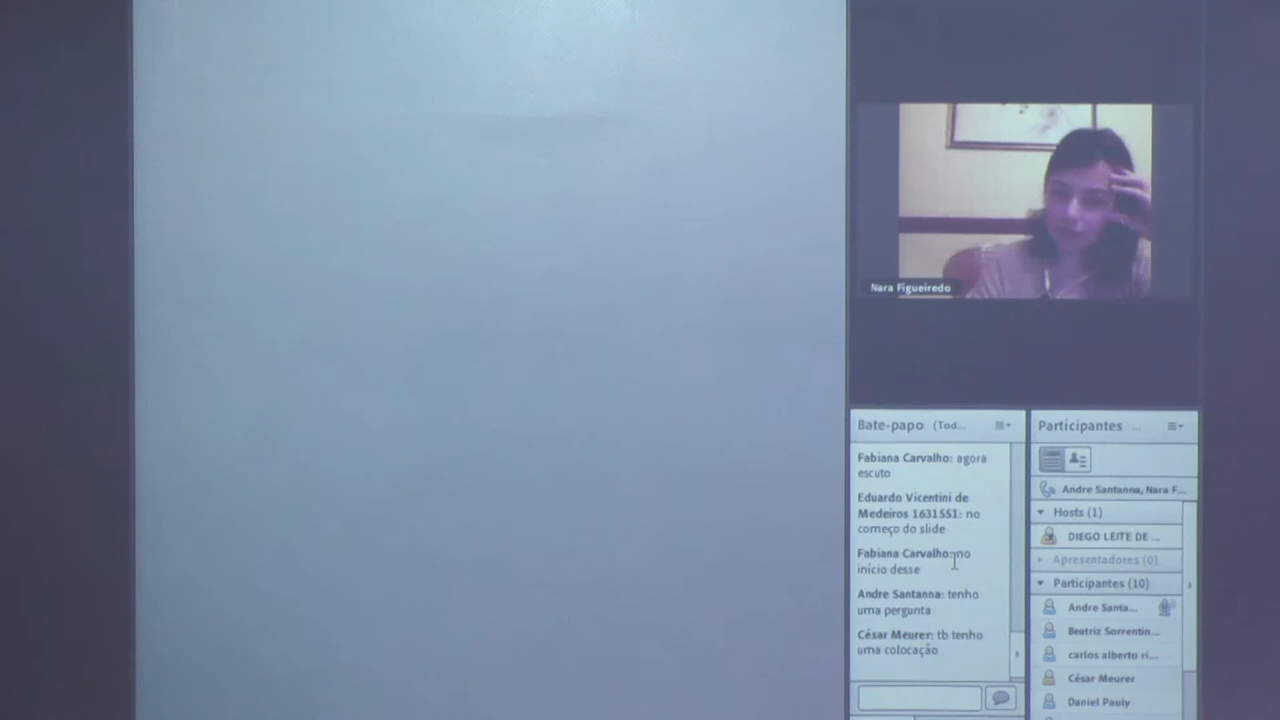 Nara Figueiredo
Bate-papo (Tod...
Fabiana Carvalho: agora
escuto
Eduardo Vicentini de
Medeiros 1631551: no
começo do slide
Fabiana Carvalho: no
início desse
Andre Santanna: tenho
uma pergunta
César Meurer: tb tenho
uma colocação
Participantes ...
Andre Santanna, Nara F...
Hosts (1)
DIEGO LEITE DE ...
Apresentadores (0)
Participantes (10)
Andre Santa...
Beatriz Sorrentin...
carlos alberto ri...
César Meurer
Daniel Pauly